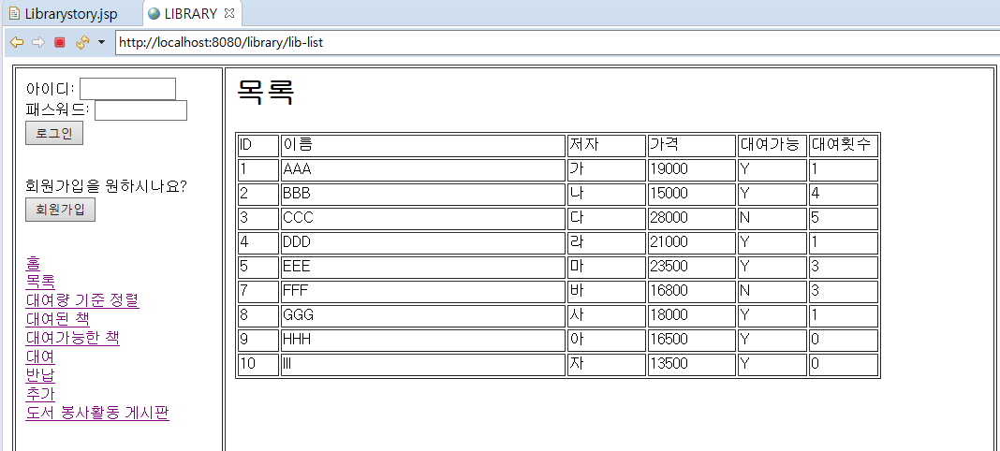 Librarystory.jsp LIBRARY
http://localhost:8080/library/lib-list
아이디:
패스워드:
로그인
회원가입을 원하시나요?
회원가입
홈
목록
대여량 기준 정렬
대여된 책
대여가능한 책
대여
반납
추가
도서 봉사활동 게시판
목록
ID 이름 저자 가격 대여가능 대여횟수
1 AAA 가 19000 Y 1
2 BBB 나 15000 Y 4
3 CCC 다 28000 N 5
4 DDD 라 21000 Y 1
5 EEE 마 23500 Y 3
7 FFF 바 16800 N 3
8 GGG 사 18000 Y 1
9 HHH 아 16500 Y 0
10 III 자 13500 Y 0